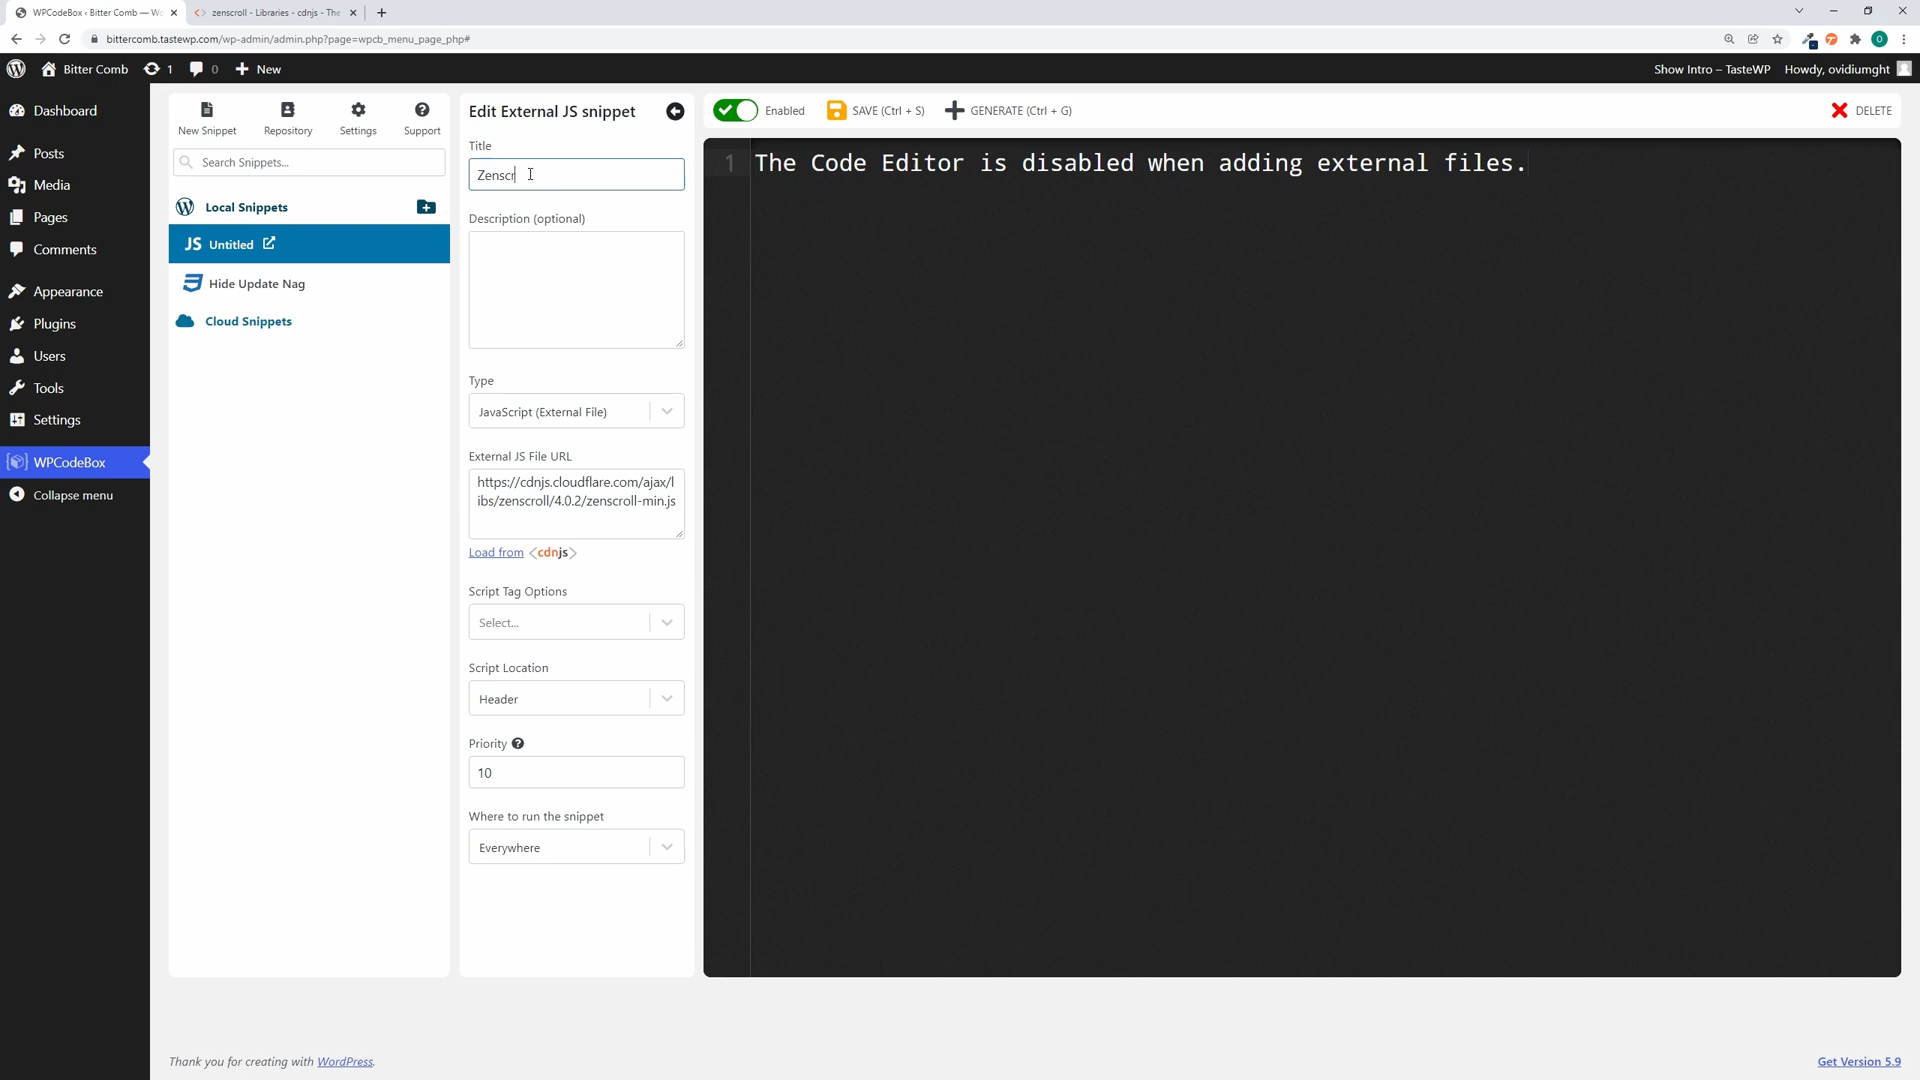 WPCodeBox ‹ Bitter Comb — Wo
zenscroll - Libraries - cdnjs - The
bittercomb.tastewp.com/wp-admin/admin.php?page=wpcb_menu_page_php#
O
Bitter Comb
1
0
New
Show Intro – TasteWP
Howdy, ovidiumght
Dashboard
Posts
Media
Pages
Comments
Appearance
Plugins
Users
Tools
Settings
WPCodeBox
Collapse menu
New Snippet
Repository
Settings
Support
Search Snippets...
Local Snippets
JS Untitled
Hide Update Nag
Cloud Snippets
Edit External JS snippet
Title
Zenscr
Description (optional)
Type
JavaScript (External File)
External JS File URL
https://cdnjs.cloudflare.com/ajax/l
ibs/zenscroll/4.0.2/zenscroll-min.js
Load from <cdnjs>
Script Tag Options
Select...
Script Location
Header
Priority ?
10
Where to run the snippet
Everywhere
Enabled
SAVE (Ctrl + S)
GENERATE (Ctrl + G)
DELETE
1 The Code Editor is disabled when adding external files.
Thank you for creating with WordPress.
Get Version 5.9